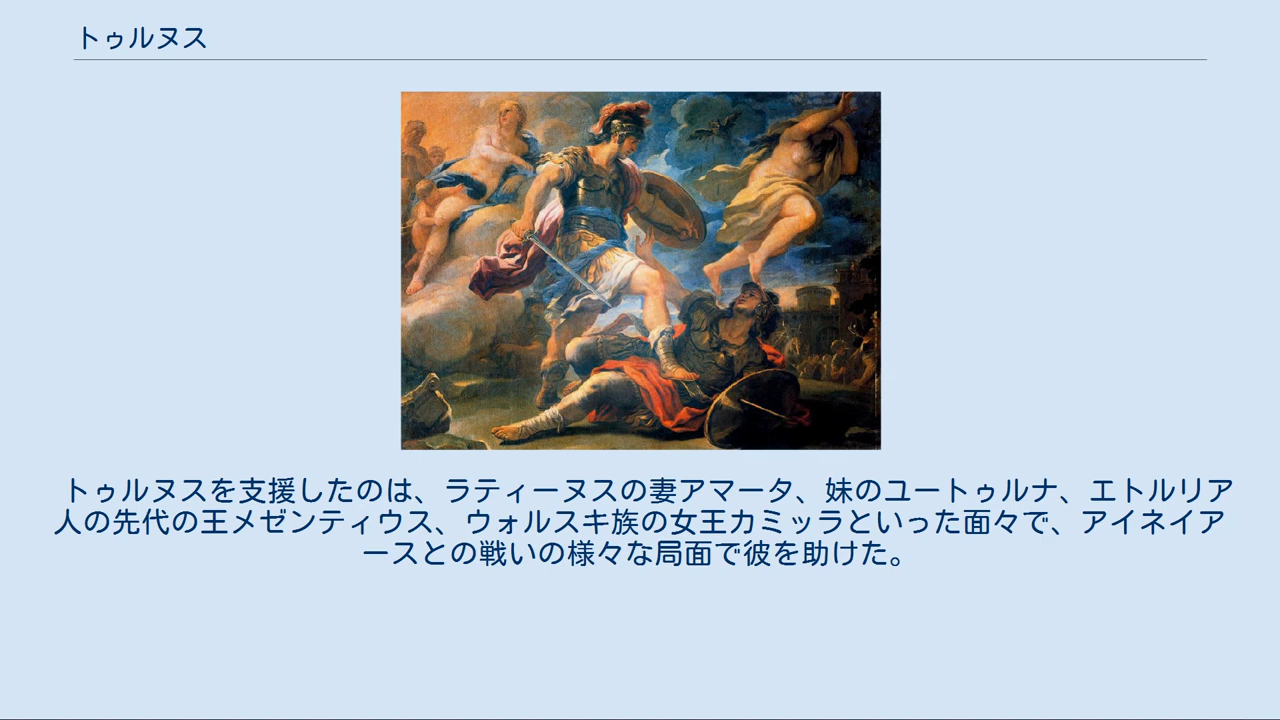 トゥルヌス
トゥルヌスを支援したのは、ラティーヌスの妻アマータ、妹のユートゥルナ、エトルリア
人の先代の王メゼンティウス、ウォルスキ族の女王カミッラといった面々で、アイネイア
ースとの戦いの様々な局面で彼を助けた。